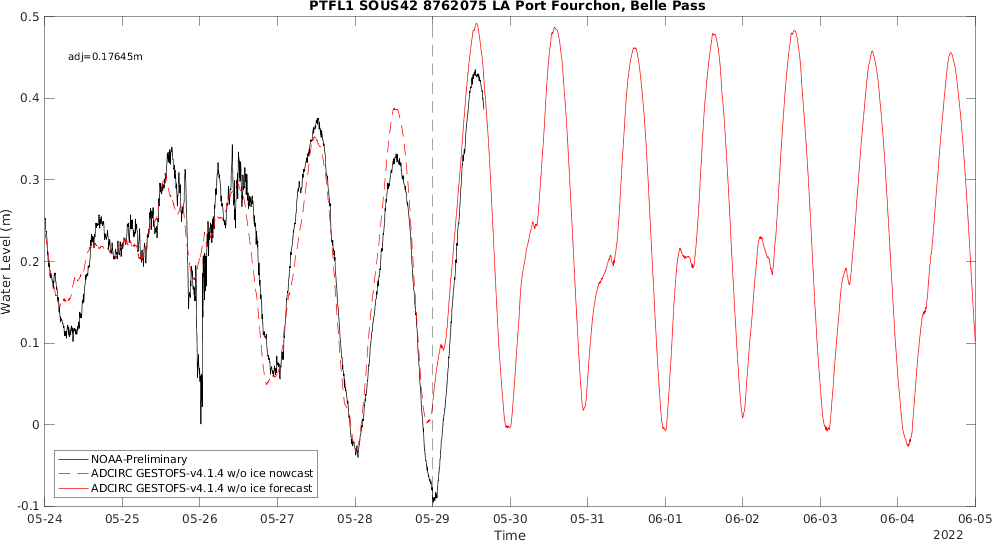 PTFL1 SOUS42 8762075 LA Port Fourchon, Belle Pass
0.5
adj=0.17645m
0.4
0.3
0.2
0.1
0
-0.1
Water Level (m)
NOAA-Preliminary
ADCIRC GESTOFS-v4.1.4 w/o ice nowcast
ADCIRC GESTOFS-v4.1.4 w/o ice forecast
05-24 05-25 05-26 05-27 05-28 05-29 05-30 05-31 06-01 06-02 06-03 06-04 06-05
Time
2022